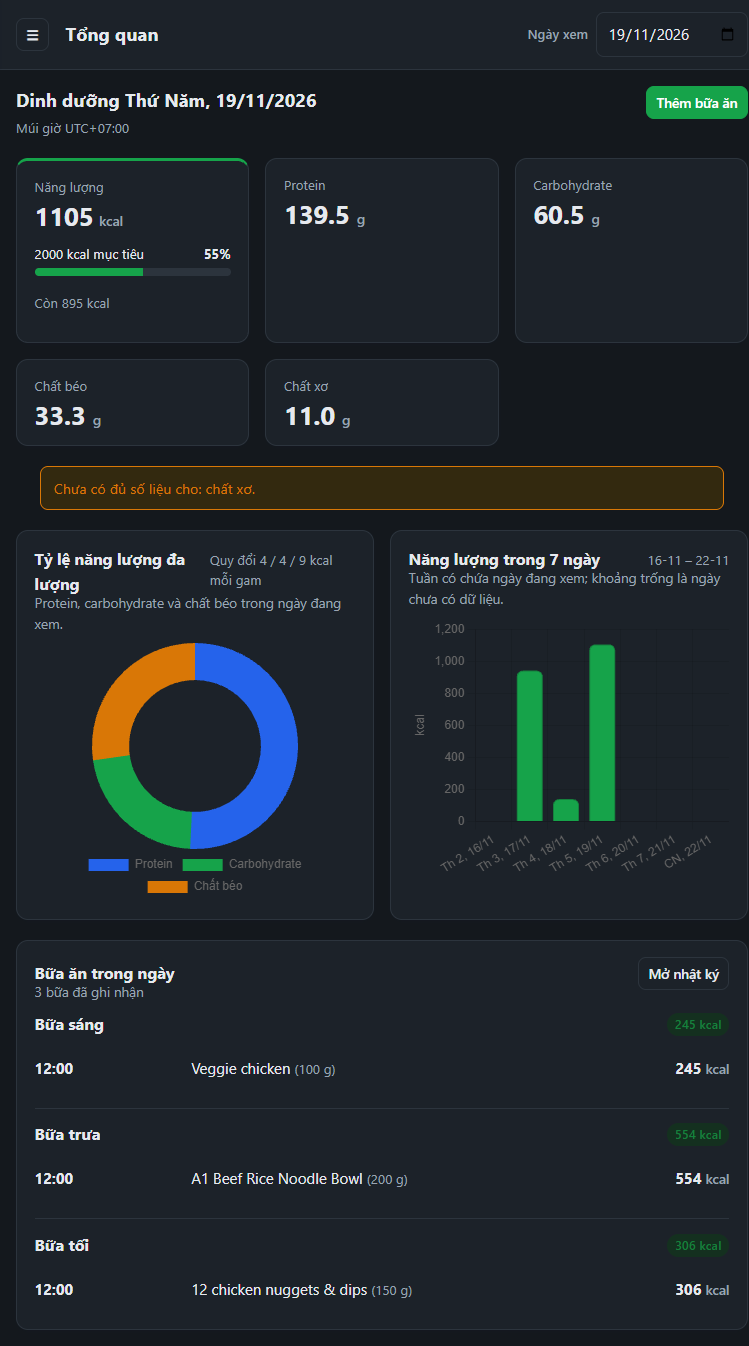 ☰ Tổng quan Ngày xem 19/11/2026
Dinh dưỡng Thứ Năm, 19/11/2026 Thêm bữa ăn
Múi giờ UTC+07:00
Năng lượng
1105 kcal
2000 kcal mục tiêu 55%
Còn 895 kcal
Protein
139.5 g
Carbohydrate
60.5 g
Chất béo
33.3 g
Chất xơ
11.0 g
Chưa có đủ số liệu cho: chất xơ.
Tỷ lệ năng lượng đa
lượng
Quy đổi 4 / 4 / 9 kcal
mỗi gam
Protein, carbohydrate và chất béo trong ngày đang
xem.
Protein Carbohydrate
Chất béo
Năng lượng trong 7 ngày 16-11 – 22-11
Tuần có chứa ngày đang xem; khoảng trống là ngày
chưa có dữ liệu.
1,200
1,000
800
600
400
200
0
kcal
Th 2, 16/11 Th 3, 17/11 Th 4, 18/11 Th 5, 19/11 Th 6, 20/11 Th 7, 21/11 CN, 22/11
Bữa ăn trong ngày Mở nhật ký
3 bữa đã ghi nhận
Bữa sáng 245 kcal
12:00 Veggie chicken (100 g) 245 kcal
Bữa trưa 554 kcal
12:00 A1 Beef Rice Noodle Bowl (200 g) 554 kcal
Bữa tối 306 kcal
12:00 12 chicken nuggets & dips (150 g) 306 kcal